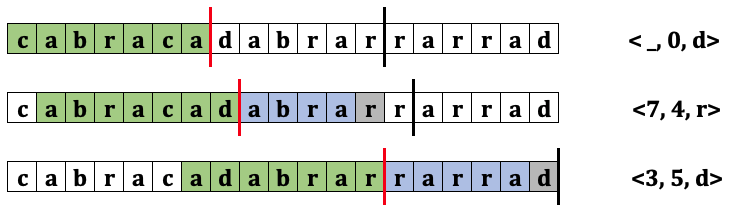 c a b r a c a d a b r a r r a r r a d < _, 0, d>
c a b r a c a d a b r a r r a r r a d <7, 4, r>
c a b r a c a d a b r a r r a r r a d <3, 5, d>